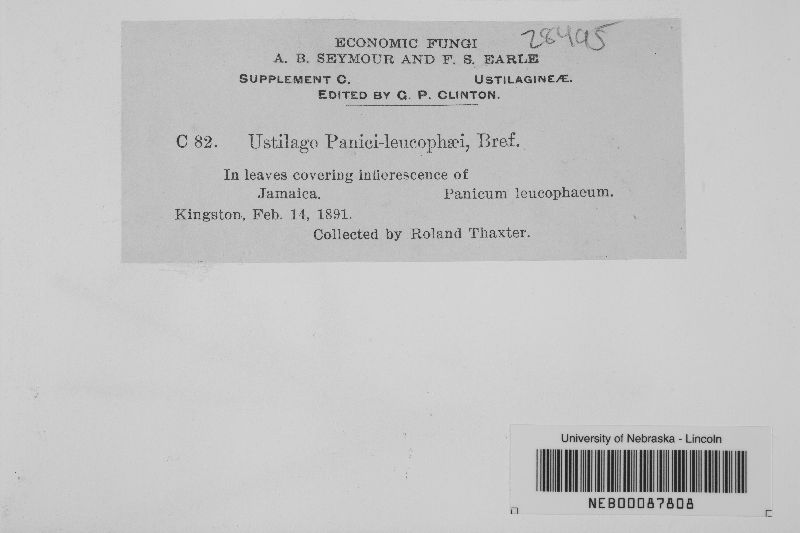 28495
ECONOMIC FUNGI
A. B. SEYMOUR AND F. S. EARLE
SUPPLEMENT C. USTILAGINEÆ.
EDITED BY G. P. CLINTON.
C 82. Ustilago Panici-leucophæi, Bref.
In leaves covering inflorescence of
Jamaica. Panicum leucophaeum.
Kingston, Feb. 14, 1891.
Collected by Roland Thaxter.
University of Nebraska - Lincoln
NEB00087808